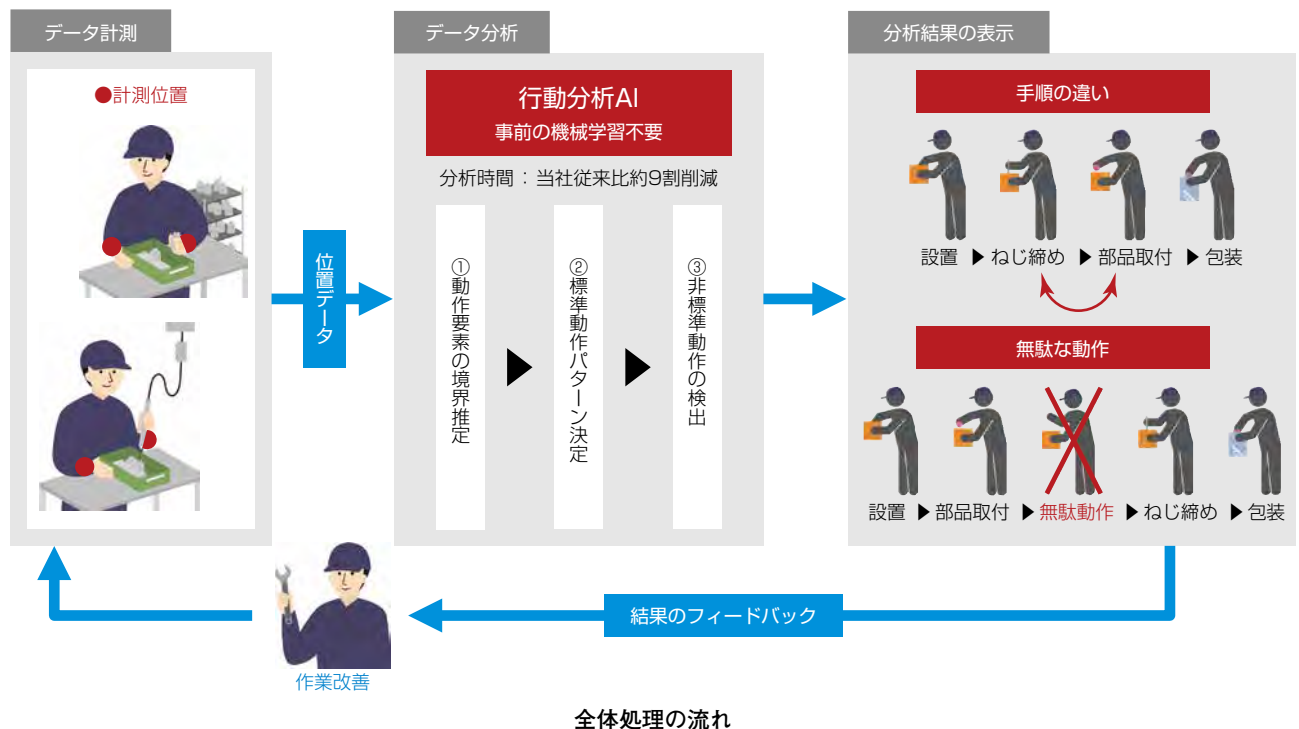 データ計測
●計測位置
位置データ
データ分析
行動分析AI
事前の機械学習不要
分析時間：当社従来比約9割削減
①動作要素の境界推定
▶
②標準動作パターン決定
▶
③非標準動作の検出
分析結果の表示
手順の違い
設置 ▶ ねじ締め ▶ 部品取付 ▶ 包装
無駄な動作
設置 ▶ 部品取付 ▶ 無駄動作 ▶ ねじ締め ▶ 包装
結果のフィードバック
作業改善
全体処理の流れ